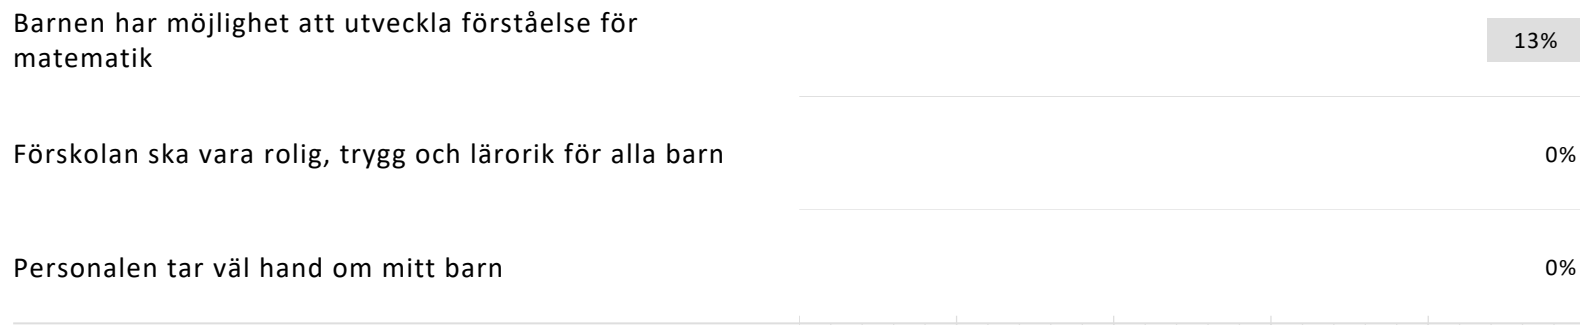 Barnen har möjlighet att utveckla förståelse för
matematik
13%
Förskolan ska vara rolig, trygg och lärorik för alla barn
0%
Personalen tar väl hand om mitt barn
0%